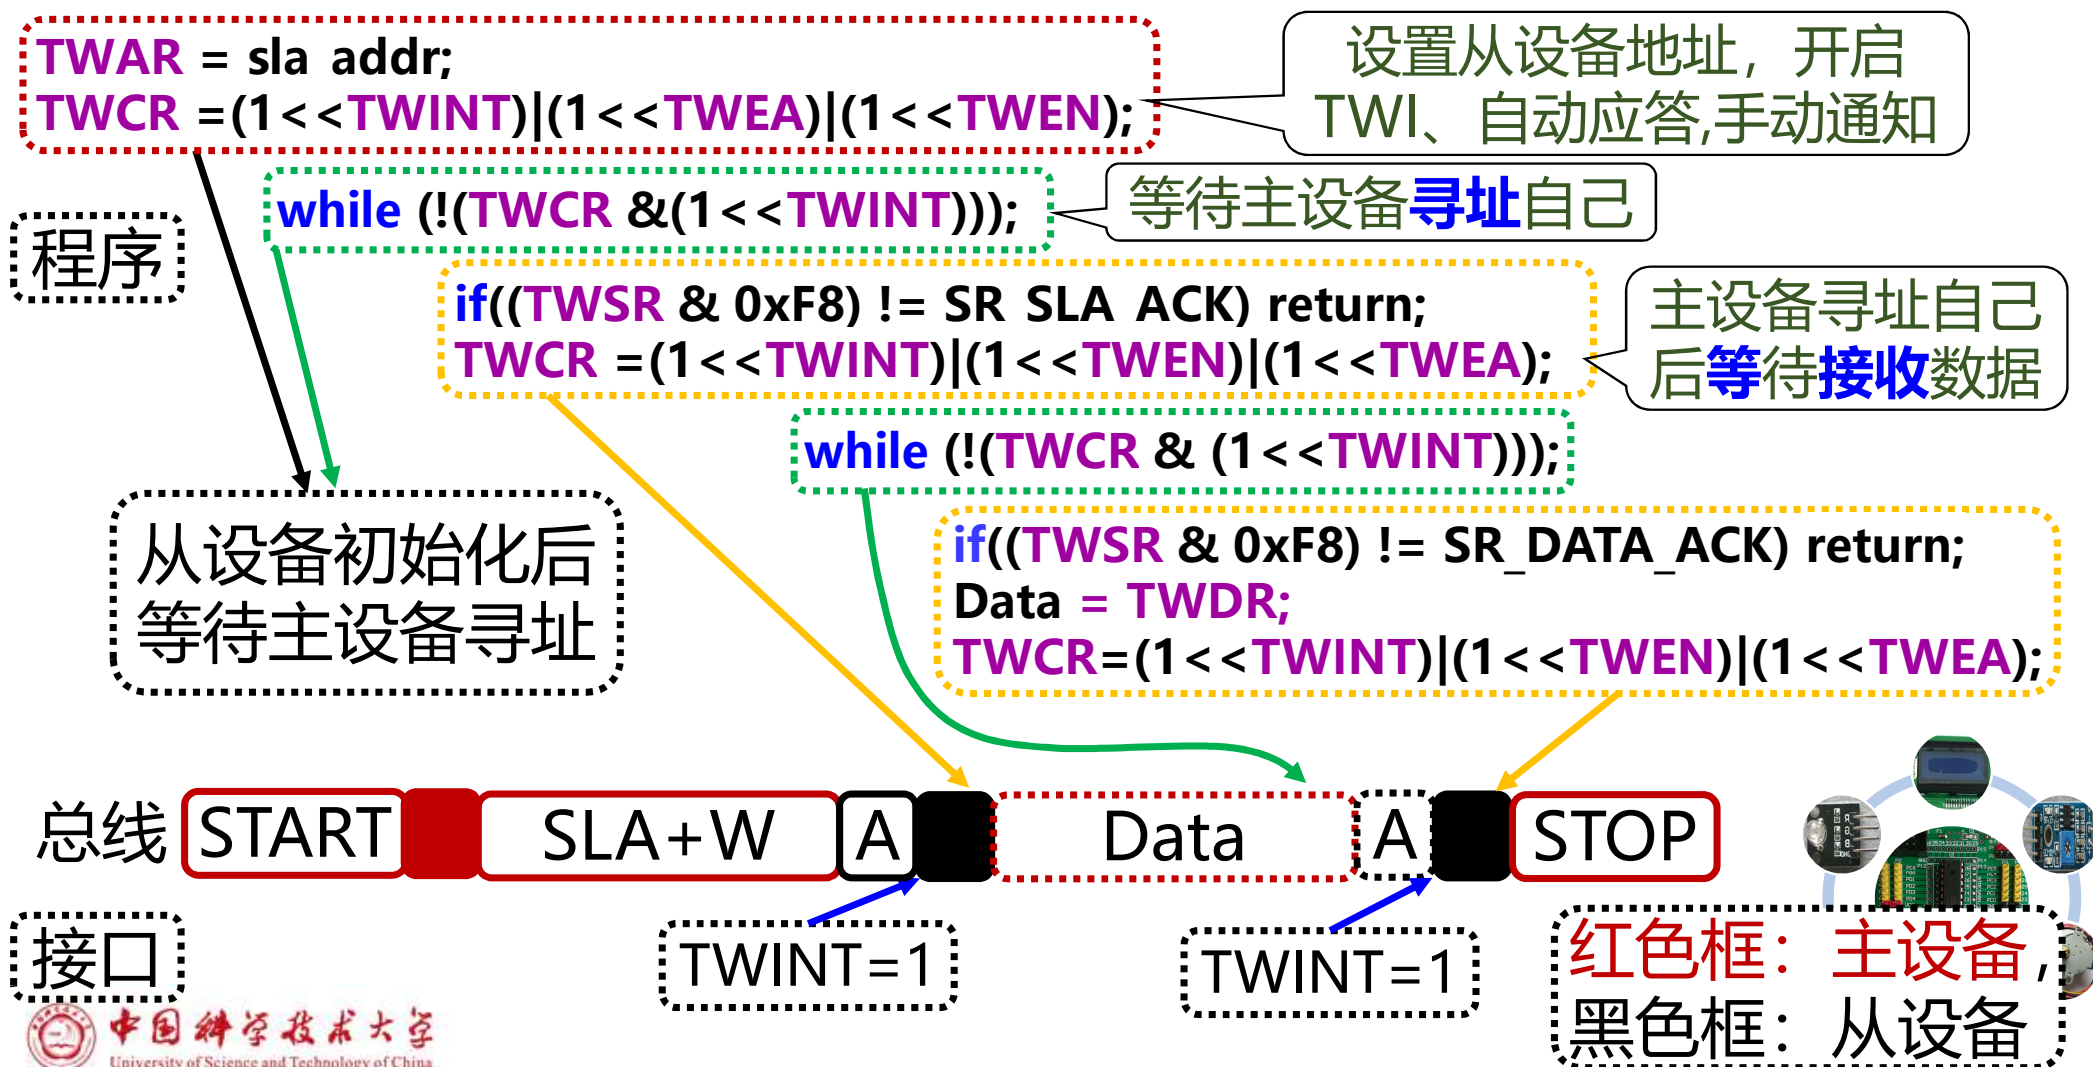 TWAR = sla addr;
TWCR =(1<<TWINT)|(1<<TWEA)|(1<<TWEN);
设置从设备地址，开启
TWI、自动应答,手动通知
while (!(TWCR &(1<<TWINT)));
等待主设备寻址自己
程序
if((TWSR & 0xF8) != SR SLA ACK) return;
TWCR =(1<<TWINT)|(1<<TWEN)|(1<<TWEA);
主设备寻址自己
后等待接收数据
while (!(TWCR & (1<<TWINT)));
从设备初始化后
等待主设备寻址
if((TWSR & 0xF8) != SR_DATA_ACK) return;
Data = TWDR;
TWCR=(1<<TWINT)|(1<<TWEN)|(1<<TWEA);
总线 START SLA+W A Data A STOP
接口
TWINT=1
TWINT=1
红色框：主设备,
黑色框：从设备
中国科学技术大学
University of Science and Technology of China